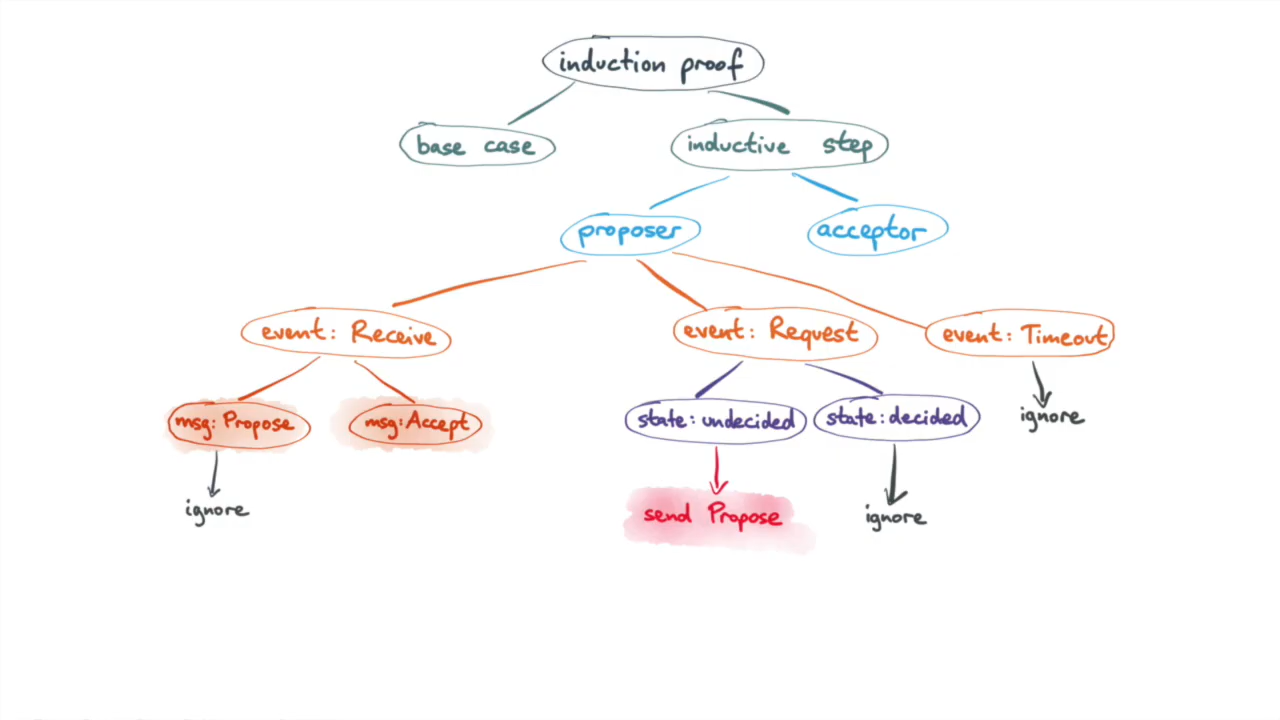 induction proof
base case
inductive step
proposer
acceptor
event: Receive
event: Request
event: Timeout
msg: Propose
msg: Accept
state: undecided
state: decided
ignore
ignore
send Propose
ignore